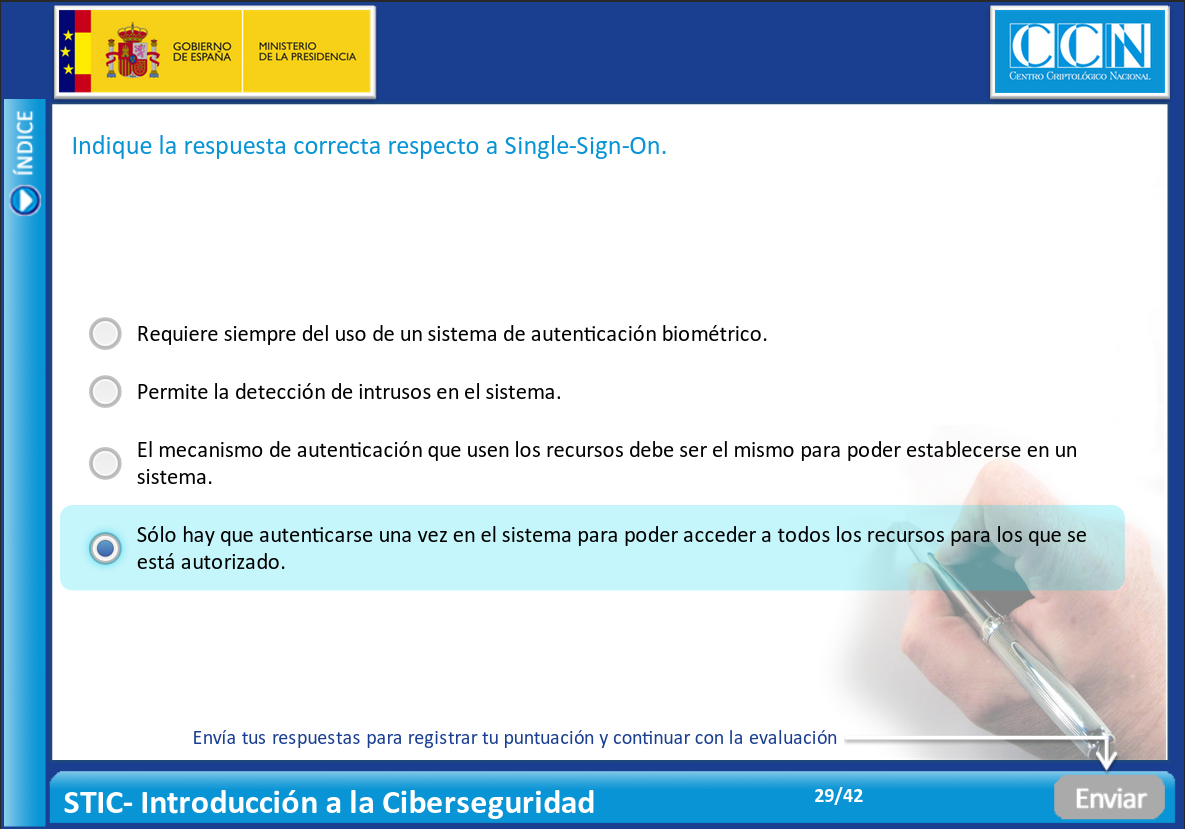 GOBIERNO
DE ESPAÑA
MINISTERIO
DE LA PRESIDENCIA
CCN
CENTRO CRIPTOLÓGICO NACIONAL
ÍNDICE
Indique la respuesta correcta respecto a Single-Sign-On.
Requiere siempre del uso de un sistema de autenticación biométrico.
Permite la detección de intrusos en el sistema.
El mecanismo de autenticación que usen los recursos debe ser el mismo para poder establecerse en un
sistema.
Sólo hay que autenticarse una vez en el sistema para poder acceder a todos los recursos para los que se
está autorizado.
Envía tus respuestas para registrar tu puntuación y continuar con la evaluación
STIC- Introducción a la Ciberseguridad
29/42
Enviar